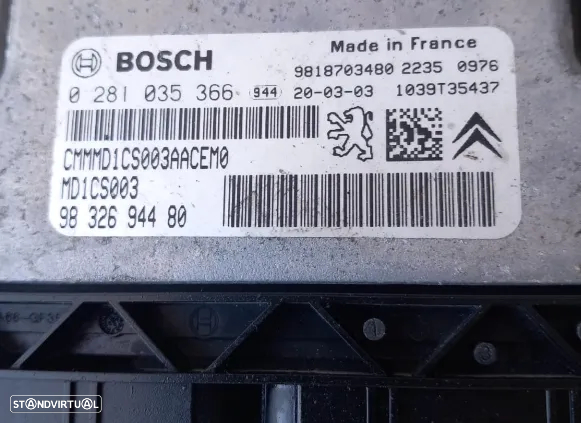 BOSCH
Made in France
9818703480 2235 0976
0 281 035 366 944 20-03-03 1039T35437
CMMMD1CS003AACEM0
MD1CS003
98 326 944 80
STANDVIRTUAL